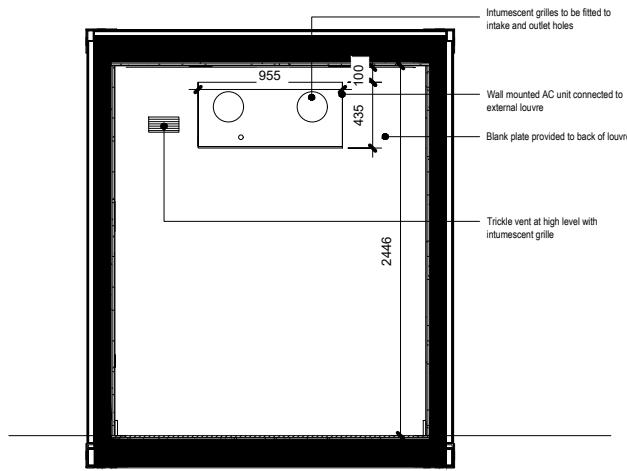 Intumescent grilles to be fitted to
intake and outlet holes
955
100
Wall mounted AC unit connected to
external louvre
435
Blank plate provided to back of louvre
Trickle vent at high level with
intumescent grille
2446